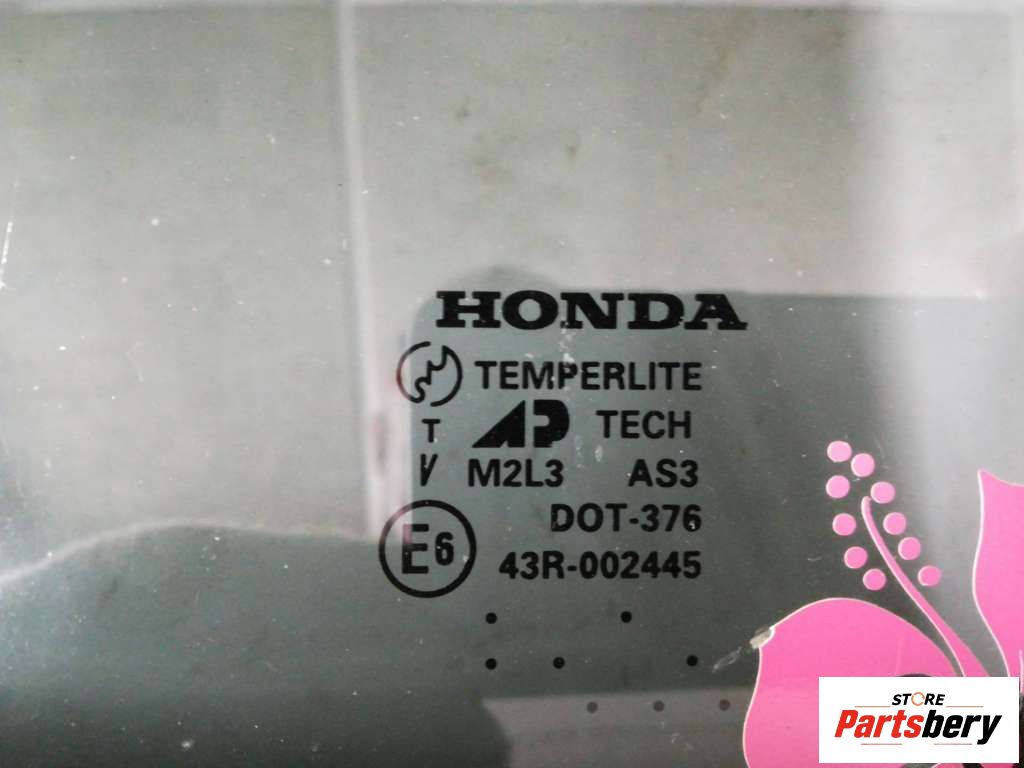 HONDA
TEMPERLITE
T AP TECH
V M2L3 AS3
DOT-376
E6 43R-002445
STORE
Partsbery